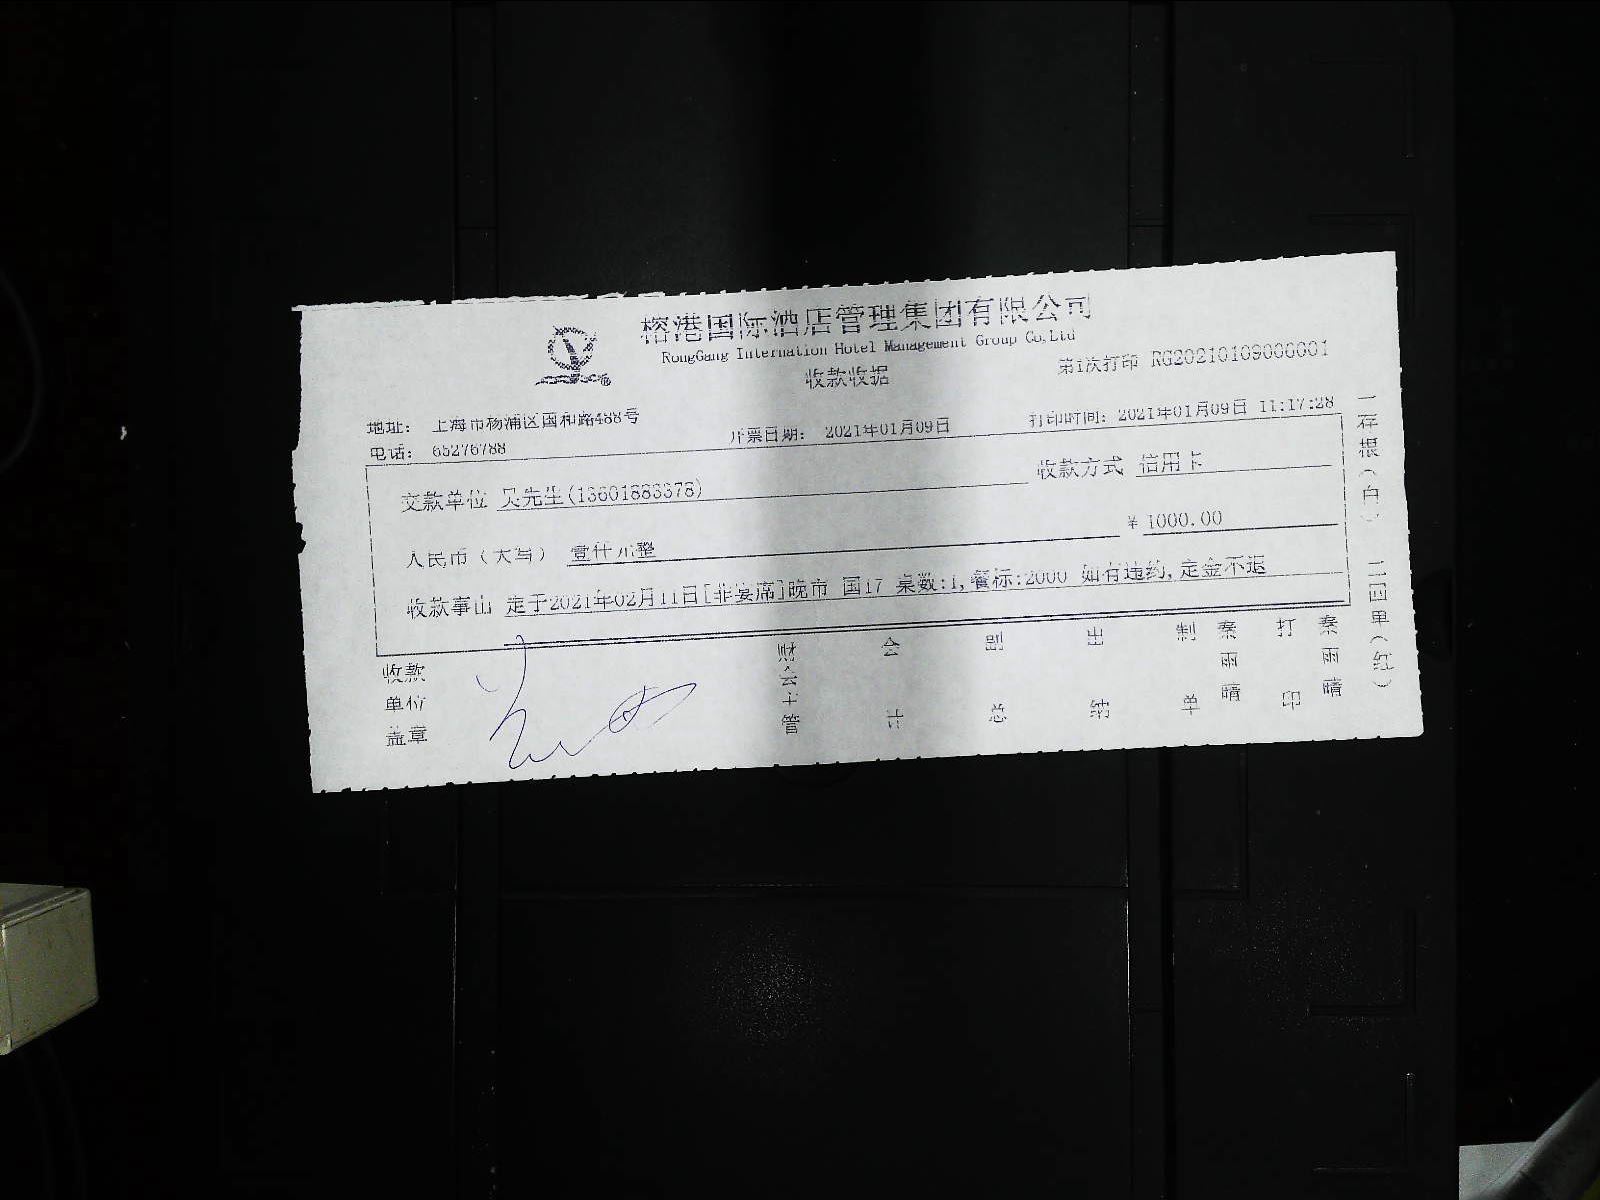 榕港国际酒店管理集团有限公司
RongGang Internation Hotel Management Group Co,Ltd
收款收据
第1次打印 RG20210109000001
地址: 上海市杨浦区国和路488号
电话: 65276788
开票日期: 2021年01月09日
打印时间: 2021年01月09日 11:17:28
交款单位 吴先生(13601883378)
收款方式 信用卡
人民币(大写) 壹仟元整
¥ 1000.00
收款事由 定于2021年02月11日[非宴席]晚市 国17 桌数:1,餐标:2000 如有违约,定金不退
收款单位盖章
财会主管
会计
副总
出纳
制单
秦雨晴
打印
秦雨晴
一存根(白) 二回单(红)